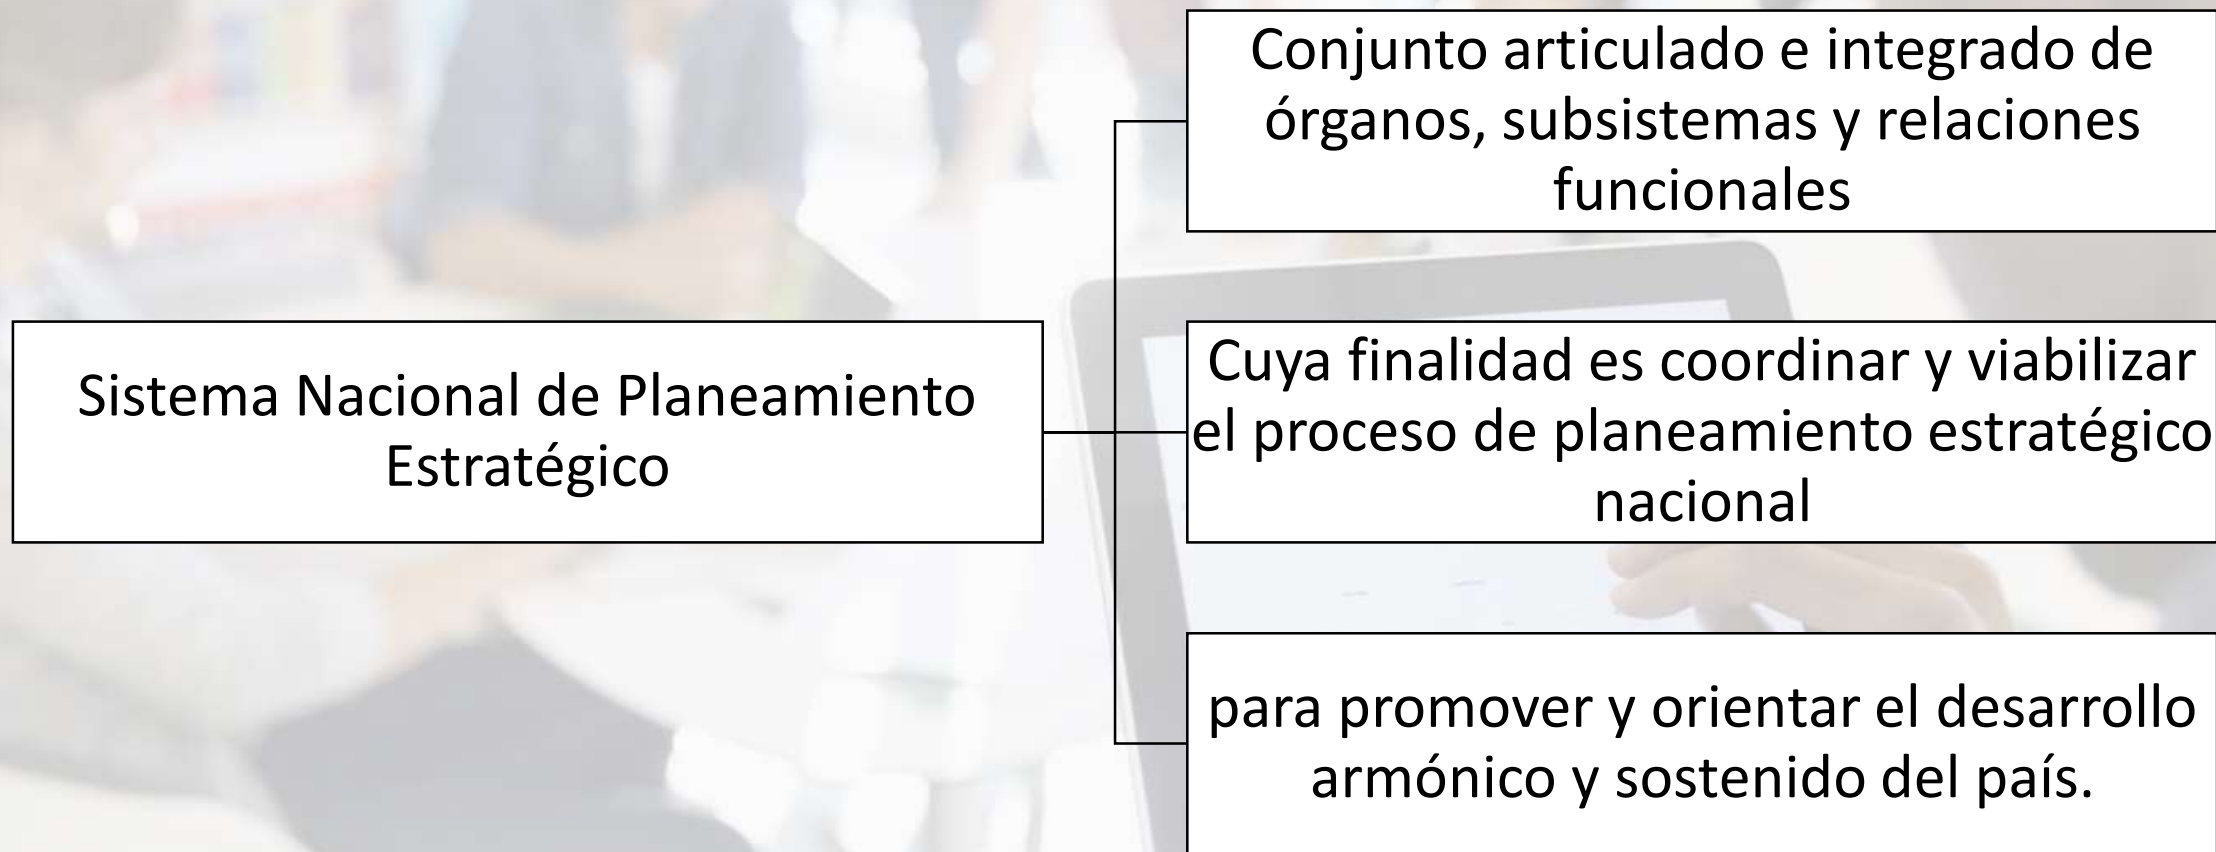 Sistema Nacional de Planeamiento
Estratégico
Conjunto articulado e integrado de
órganos, subsistemas y relaciones
funcionales
Cuya finalidad es coordinar y viabilizar
el proceso de planeamiento estratégico
nacional
para promover y orientar el desarrollo
armónico y sostenido del país.